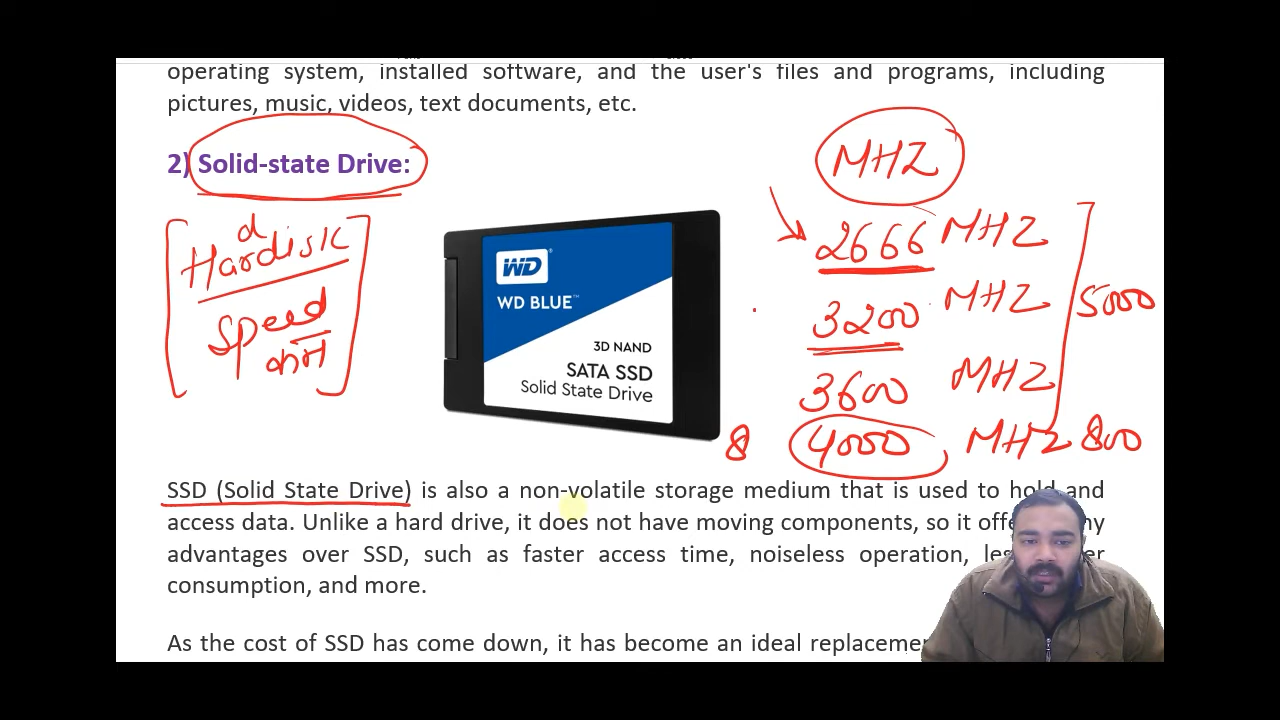 operating system, installed software, and the user's files and programs, including
pictures, music, videos, text documents, etc.
2) Solid-state Drive:
MHZ
d
Hardisk
Speed
2666 MHZ
3200 MHZ
5000
3600 MHZ
8 4000 MHZ 800
WD
WD BLUE™
3D NAND
SATA SSD
Solid State Drive
SSD (Solid State Drive) is also a non-volatile storage medium that is used to hold and
access data. Unlike a hard drive, it does not have moving components, so it
advantages over SSD, such as faster access time, noiseless operation,
consumption, and more.
As the cost of SSD has come down, it has become an ideal